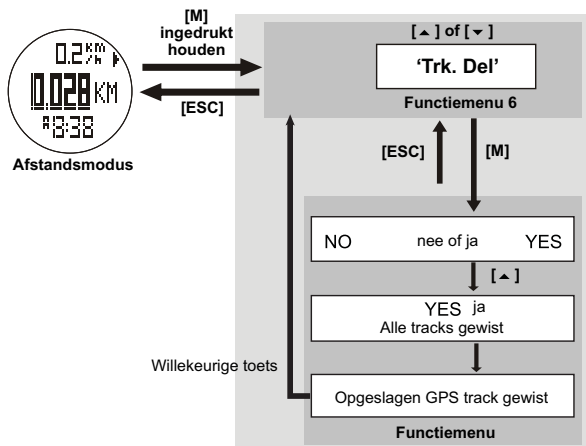 [M]
ingedrukt
houden
[ESC]
0.2 KM/h
0.028 KM
A 8:38
Afstandsmodus
[▲] of [▼]
‘Trk. Del’
Functiemenu 6
[ESC]
[M]
NO nee of ja YES
[▲]
YES ja
Alle tracks gewist
Willekeurige toets
Opgeslagen GPS track gewist
Functiemenu